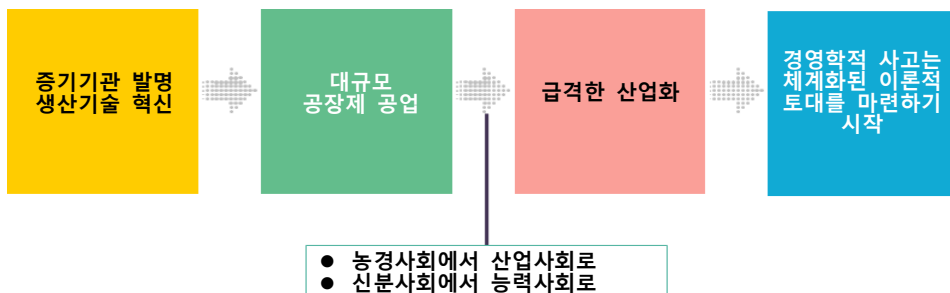 증기기관 발명
생산기술 혁신
대규모
공장제 공업
급격한 산업화
경영학적 사고는
체계화된 이론적
토대를 마련하기
시작
● 농경사회에서 산업사회로
● 신분사회에서 능력사회로